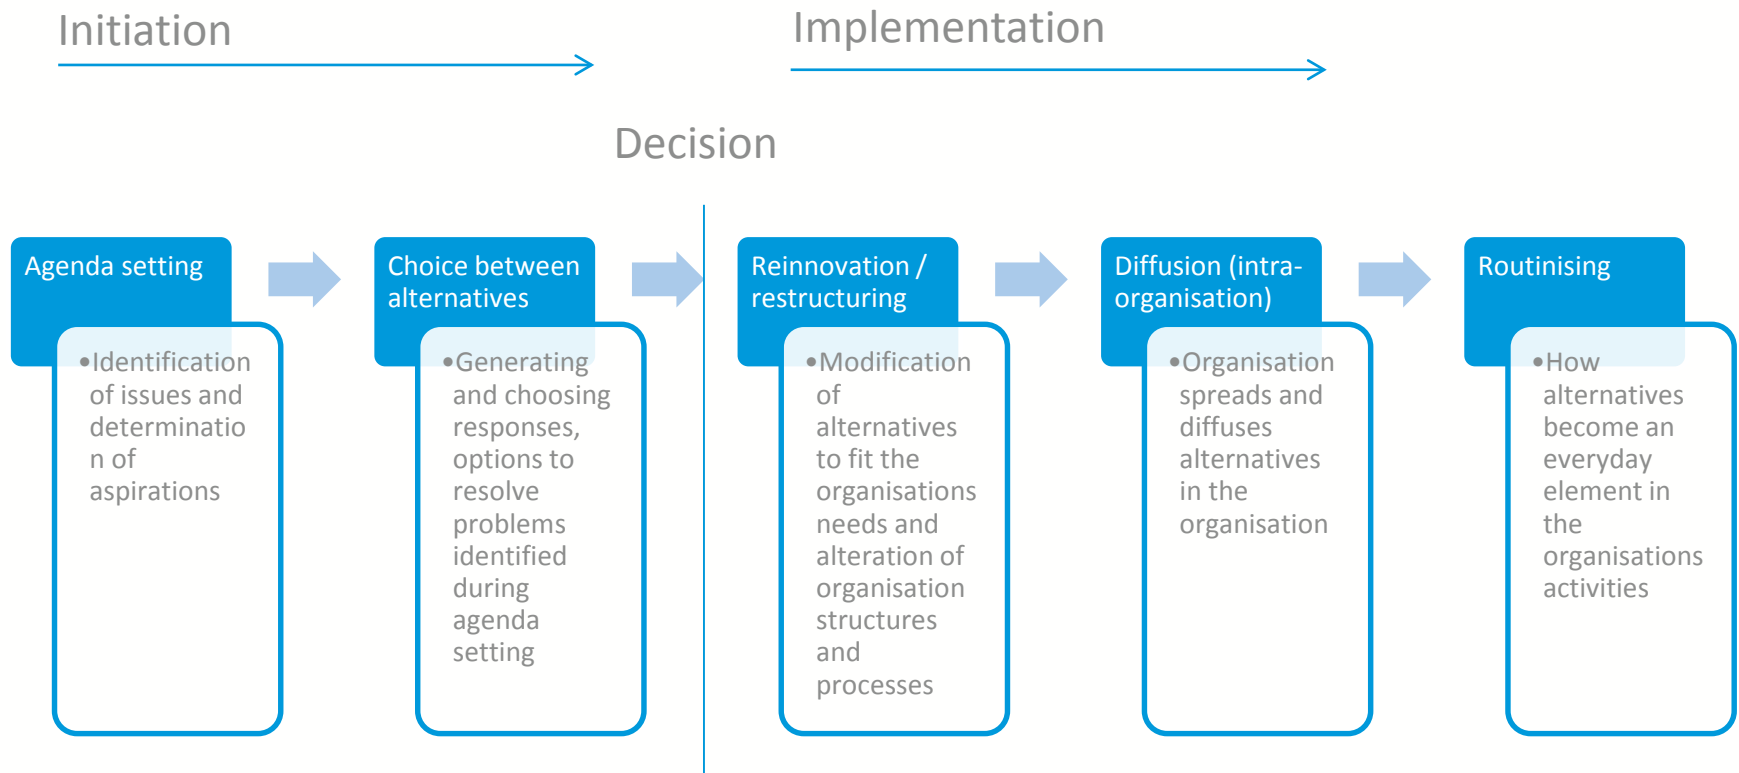 Initiation
Implementation
Decision
Agenda setting
•Identification
of issues and
determinatio
n of
aspirations
Choice between
alternatives
•Generating
and choosing
responses,
options to
resolve
problems
identified
during
agenda
setting
Reinnovation /
restructuring
•Modification
of
alternatives
to fit the
organisations
needs and
alteration of
organisation
structures
and
processes
Diffusion (intra-
organisation)
•Organisation
spreads and
diffuses
alternatives
in the
organisation
Routinising
•How
alternatives
become an
everyday
element in
the
organisations
activities